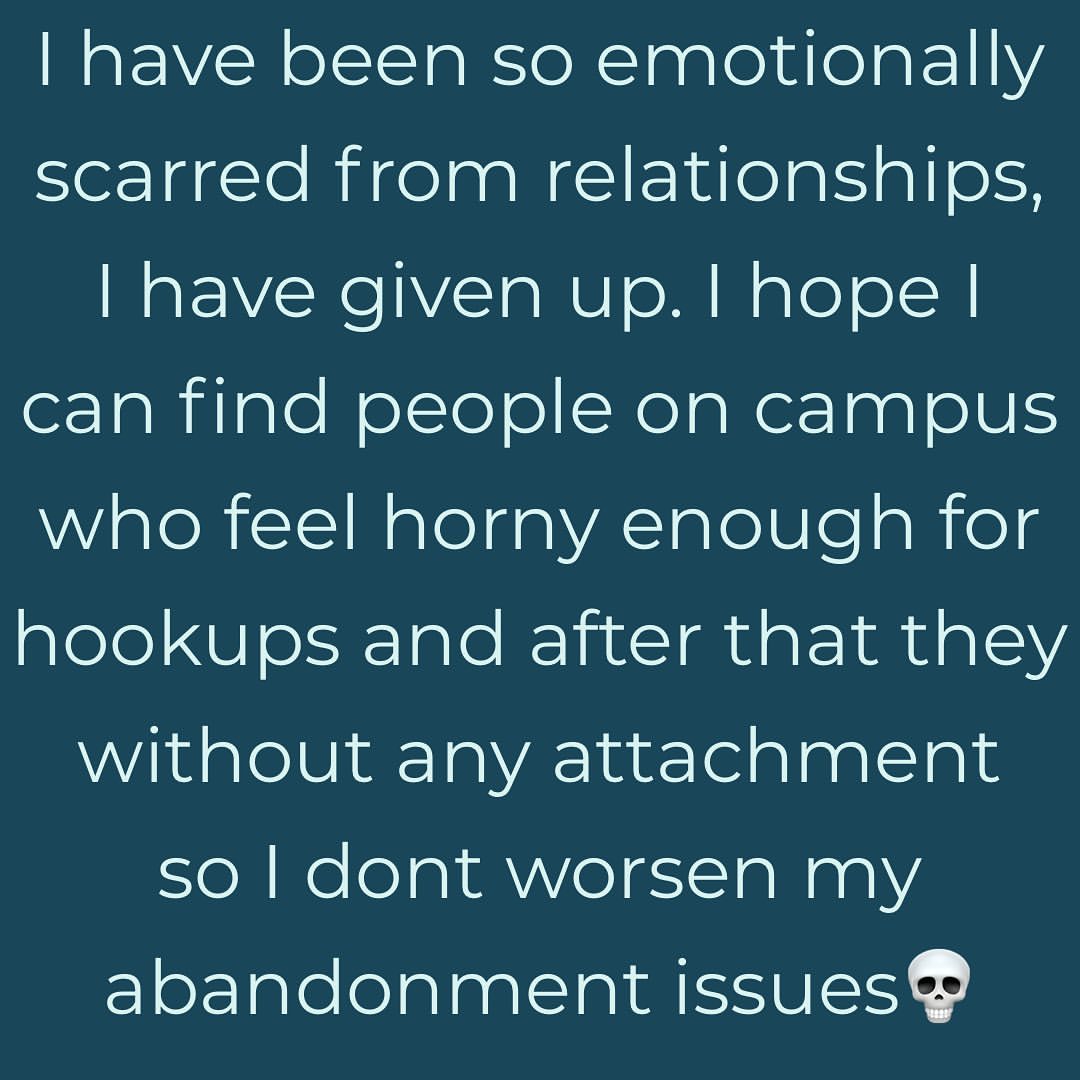 I have been so emotionally
scarred from relationships,
I have given up. I hope I
can find people on campus
who feel horny enough for
hookups and after that they
without any attachment
so I dont worsen my
abandonment issues💀